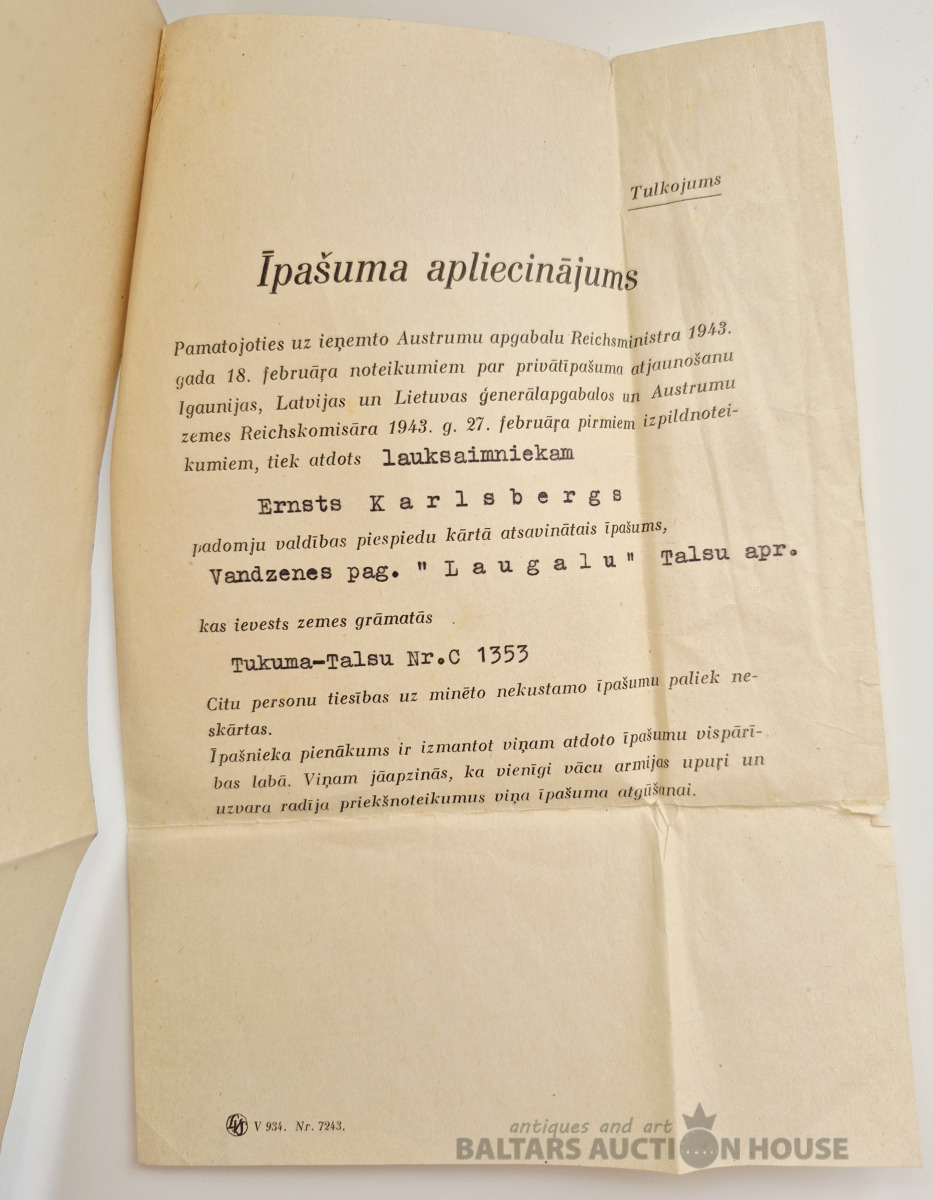 Tulkojums
Īpašuma apliecinājums
Pamatojoties uz ieņemto Austrumu apgabalu Reichsministra 1943.
gada 18. februāŗa noteikumiem par privātīpašuma atjaunošanu
Igaunijas, Latvijas un Lietuvas ģenerālapgabalos un Austrumu
zemes Reichskomisāra 1943. g. 27. februāŗa pirmiem izpildnotei-
kumiem, tiek atdots lauksaimniekam
Ernsts K a r l s b e r g s
padomju valdības piespiedu kārtā atsavinātais īpašums,
Vandzenes pag. " L a u g a l u " Talsu apr.
kas ievests zemes grāmatās .
Tukuma-Talsu Nr.C 1353
Citu personu tiesības uz minēto nekustamo īpašumu paliek ne-
skārtas.
Īpašnieka pienākums ir izmantot viņam atdoto īpašumu vispārī-
bas labā. Viņam jāapzinās, ka vienīgi vācu armijas upuŗi un
uzvara radīja priekšnoteikumus viņa īpašuma atgūšanai.
V 934. Nr. 7243.
antiques and art
BALTARS AUCTION HOUSE